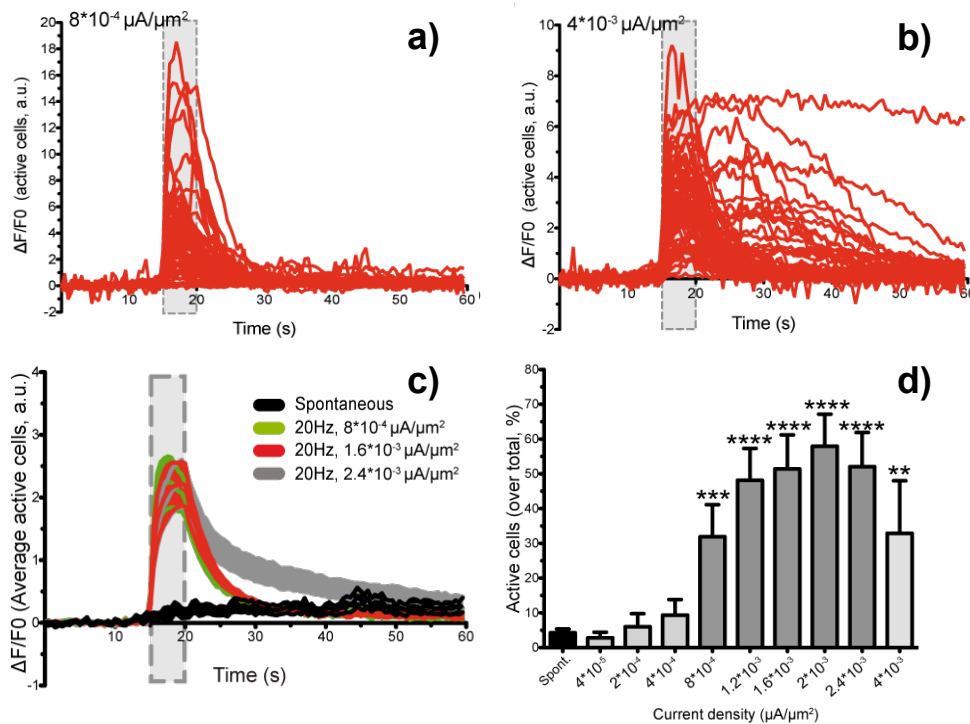 8*10⁻⁴ µA/µm²
a)
ΔF/F0 (active cells, a.u.)
20
18
16
14
12
10
8
6
4
2
0
-2
10 20 30 40 50 60
Time (s)
4*10⁻³ µA/µm²
b)
ΔF/F0 (active cells, a.u.)
10
8
6
4
2
0
-2
10 20 30 40 50 60
Time (s)
c)
ΔF/F0 (Average active cells, a.u.)
4
3
2
1
0
-1
10 20 30 40 50 60
Time (s)
Spontaneous
20Hz, 8*10⁻⁴ µA/µm²
20Hz, 1.6*10⁻³ µA/µm²
20Hz, 2.4*10⁻³ µA/µm²
d)
Active cells (over total, %)
80
70
60
50
40
30
20
10
0
*** **** **** **** **** **
Spont. 4*10⁻⁵ 2*10⁻⁴ 4*10⁻⁴ 8*10⁻⁴ 1.2*10⁻³ 1.6*10⁻³ 2*10⁻³ 2.4*10⁻³ 4*10⁻³
Current density (µA/µm²)